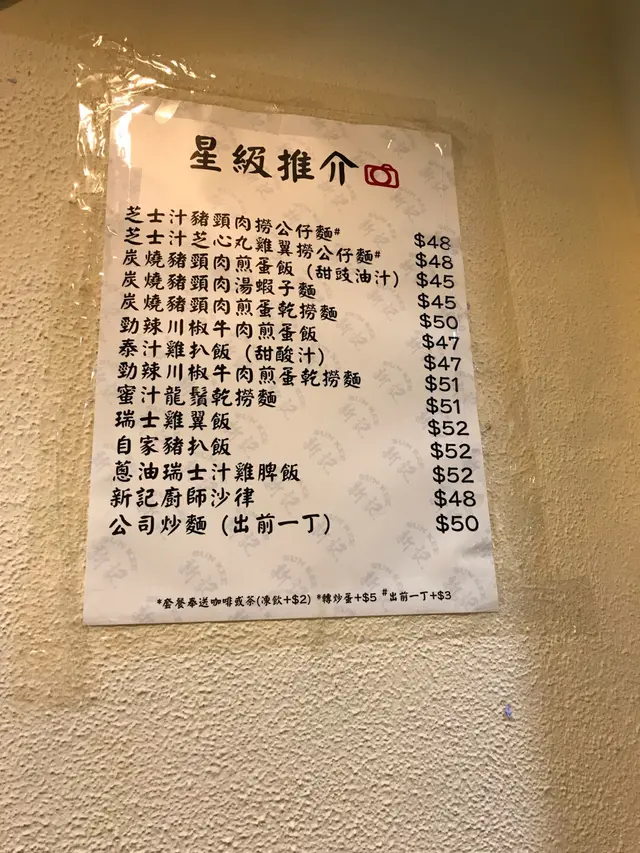 星級推介
芝士汁豬頸肉撈公仔麵# $48
芝士汁芝心丸雞翼撈公仔麵# $48
炭燒豬頸肉煎蛋飯 (甜豉油汁) $45
炭燒豬頸肉湯蝦子麵 $45
炭燒豬頸肉煎蛋乾撈麵 $50
勁辣川椒牛肉煎蛋飯 $47
泰汁雞扒飯 (甜酸汁) $47
勁辣川椒牛肉煎蛋乾撈麵 $51
蜜汁龍鬚乾撈麵 $51
瑞士雞翼飯 $52
自家豬扒飯 $52
蔥油瑞士汁雞髀飯 $52
新記廚師沙律 $48
公司炒麵 (出前一丁) $50
*套餐奉送咖啡或茶(凍飲+$2) *轉炒蛋+$5 #出前一丁+$3